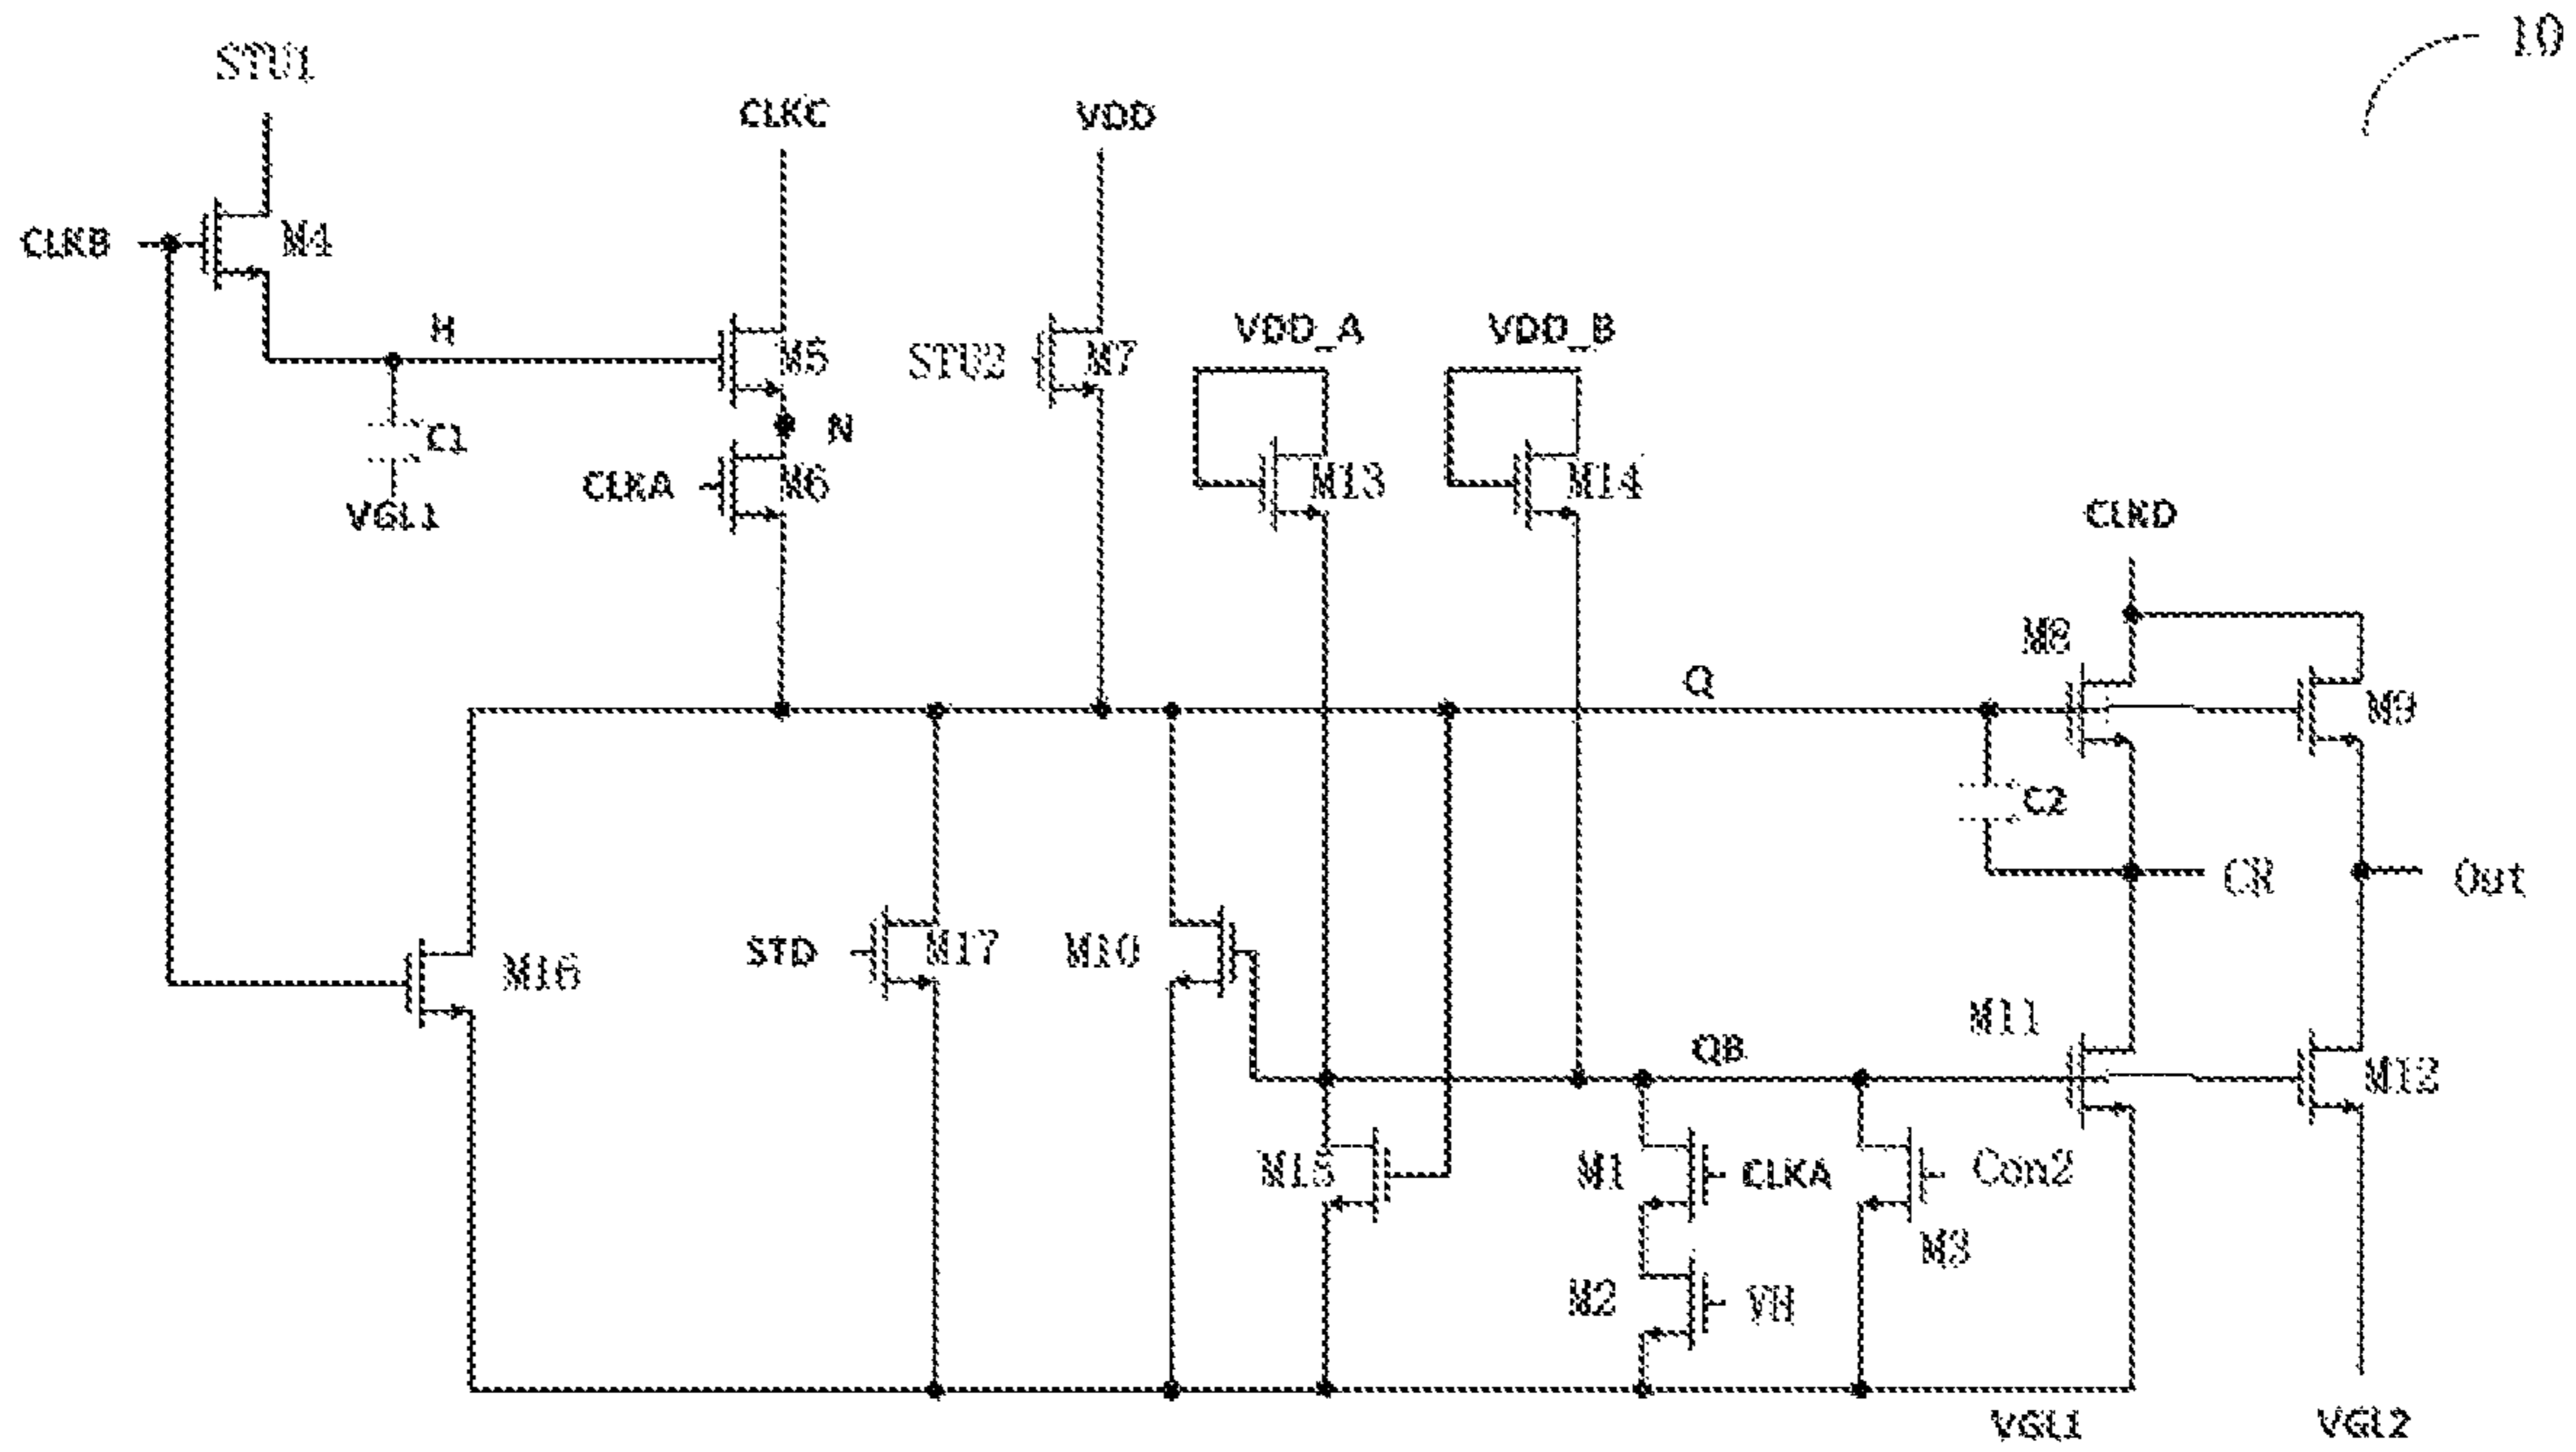 10
STU1
CLKC
VDD
CLKB
M4
H
M5
STU2
M7
VDD_A
VDD_B
C1
N
CLKA
M6
M13
M14
VGL1
CLKD
M8
Q
M9
C2
CR
Out
M16
STD
M17
M10
M11
QB
M12
M15
M1
CLKA
Con2
M3
M2
VH
VGL1
VGL2